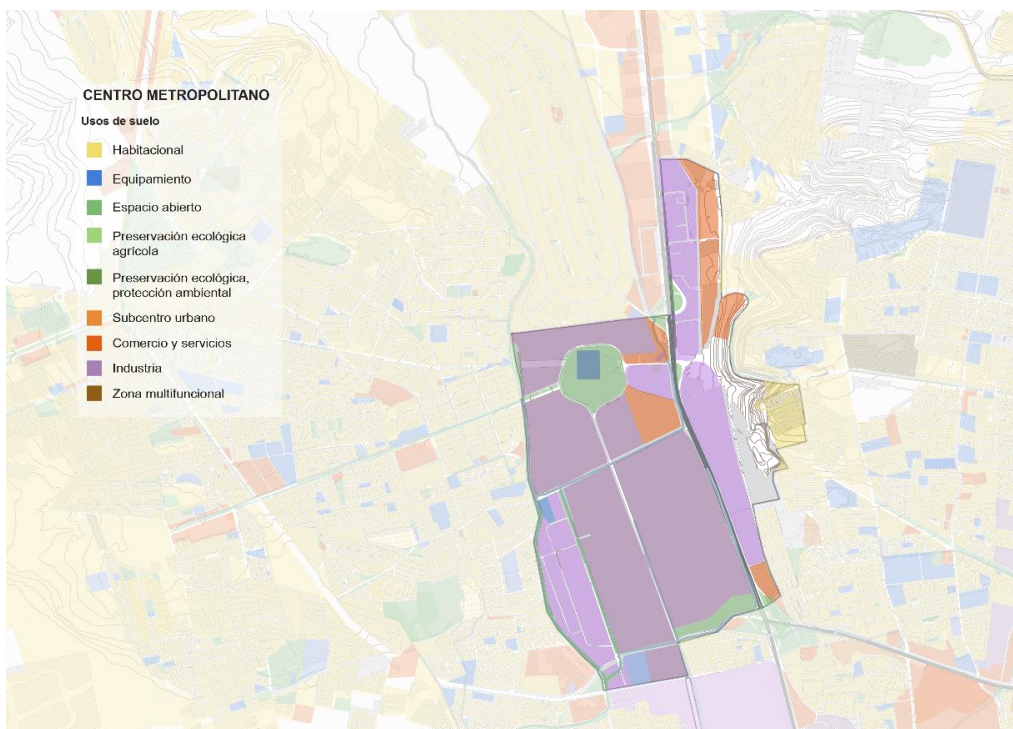 CENTRO METROPOLITANO
Usos de suelo
Habitacional
Equipamiento
Espacio abierto
Preservación ecológica
agrícola
Preservación ecológica,
protección ambiental
Subcentro urbano
Comercio y servicios
Industria
Zona multifuncional